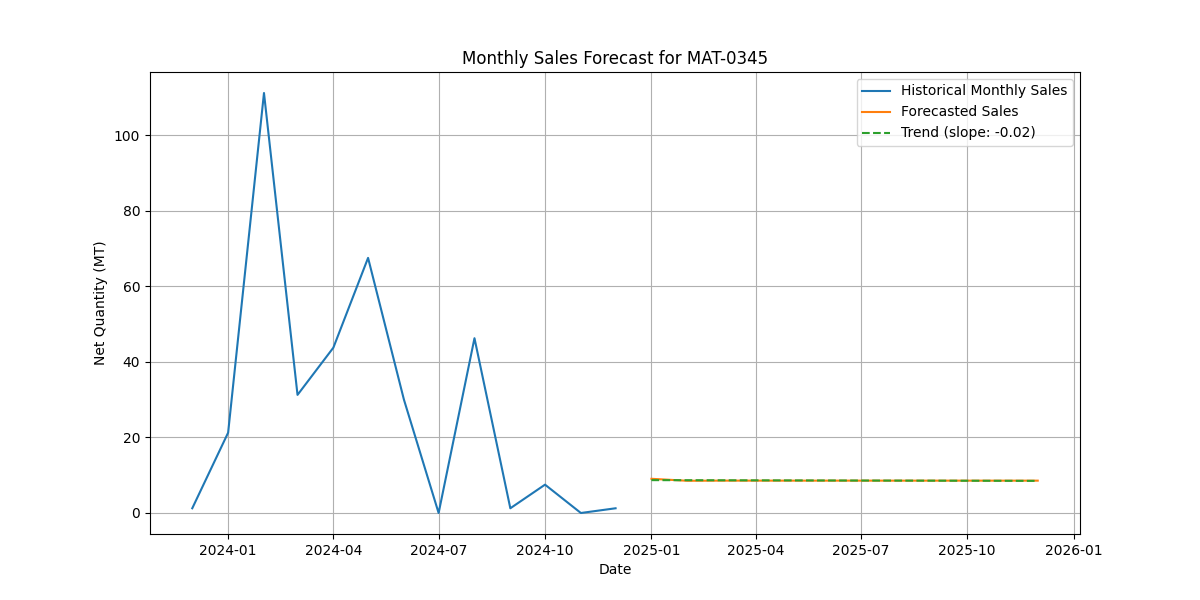 Monthly Sales Forecast for MAT-0345
Historical Monthly Sales
Forecasted Sales
Trend (slope: -0.02)
Net Quantity (MT)
100
80
60
40
20
0
2024-01 2024-04 2024-07 2024-10 2025-01 2025-04 2025-07 2025-10 2026-01
Date